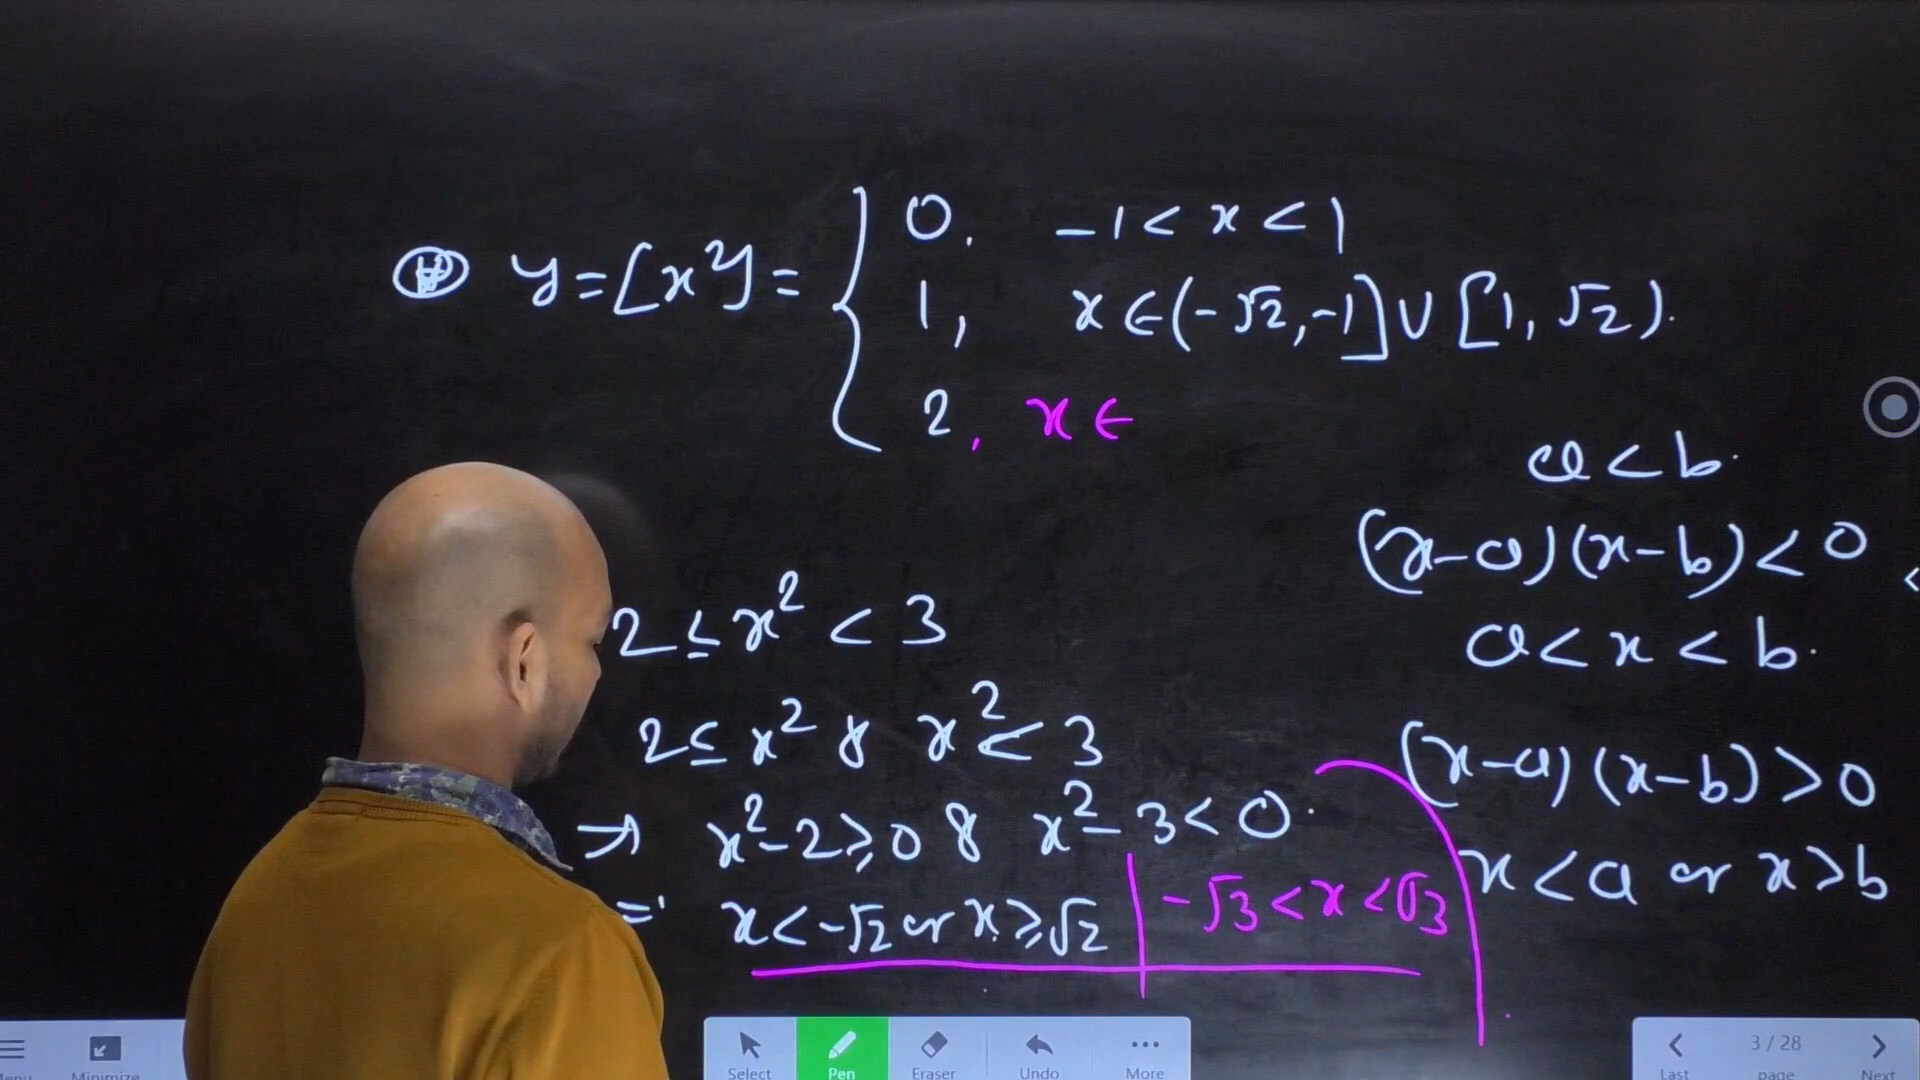 y = [x²] = { 0, -1 < x < 1
1, x ∈ (-√2, -1] ∪ [1, √2).
2, x ∈
a < b.
(x-a)(x-b) < 0
a < x < b.
(x-a)(x-b) > 0
x < a or x > b
2 ≤ x² < 3
2 ≤ x² & x² < 3
⇒ x² - 2 ≥ 0 & x² - 3 < 0.
= x < -√2 or x ≥ √2 | -√3 < x < √3
Minimize
Select Pen Eraser Undo More
3 / 28
Last page Next